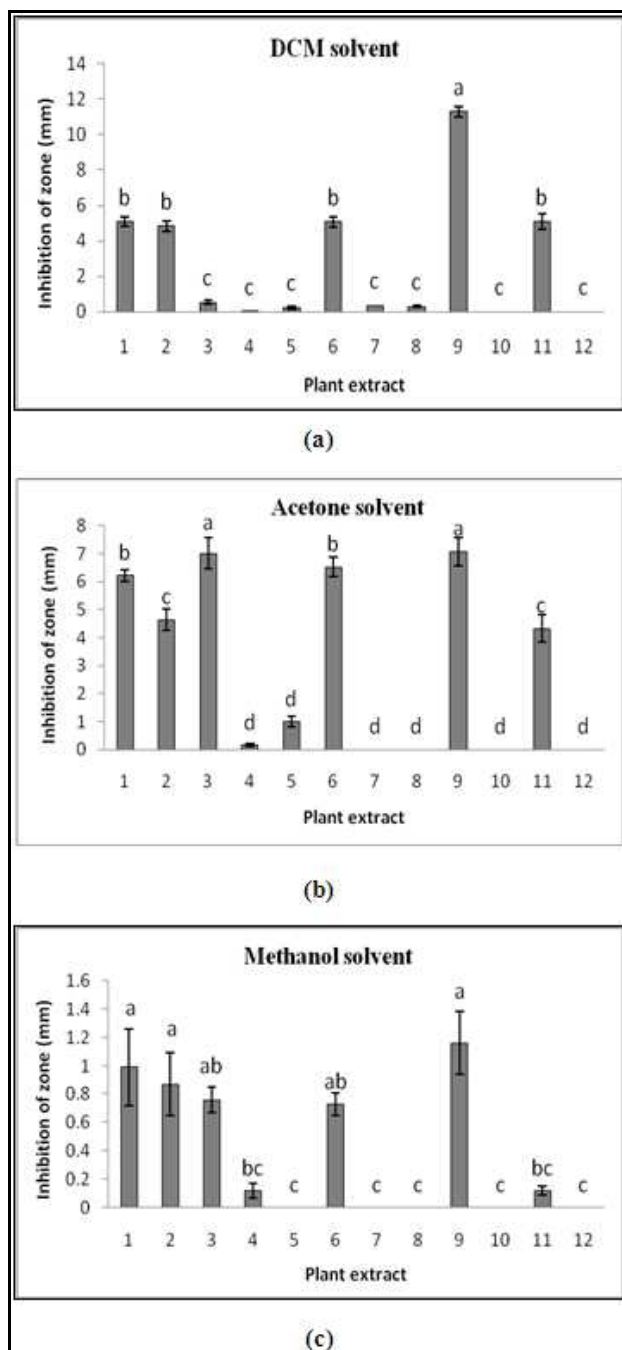 DCM solvent
14
12
10
8
6
4
2
0
Inhibition of zone (mm)
b b c c c b c c a c b c
1 2 3 4 5 6 7 8 9 10 11 12
Plant extract
(a)
Acetone solvent
8
7
6
5
4
3
2
1
0
Inhibition of zone (mm)
b c a d d b d d a d c d
1 2 3 4 5 6 7 8 9 10 11 12
Plant extract
(b)
Methanol solvent
1.6
1.4
1.2
1
0.8
0.6
0.4
0.2
0
Inhibition of zone (mm)
a a ab bc c ab c c a c bc c
1 2 3 4 5 6 7 8 9 10 11 12
Plant extract
(c)